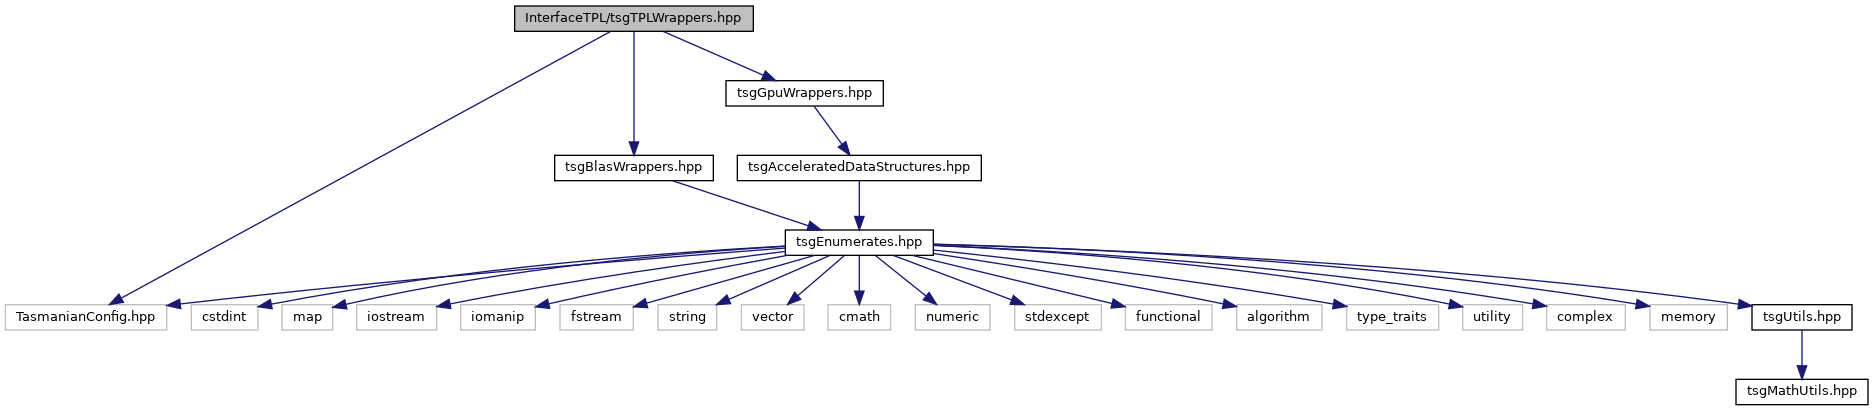 InterfaceTPL/tsgTPLWrappers.hpp
tsgGpuWrappers.hpp
tsgBlasWrappers.hpp
tsgAcceleratedDataStructures.hpp
tsgEnumerates.hpp
TasmanianConfig.hpp
cstdint
map
iostream
iomanip
fstream
string
vector
cmath
numeric
stdexcept
functional
algorithm
type_traits
utility
complex
memory
tsgUtils.hpp
tsgMathUtils.hpp